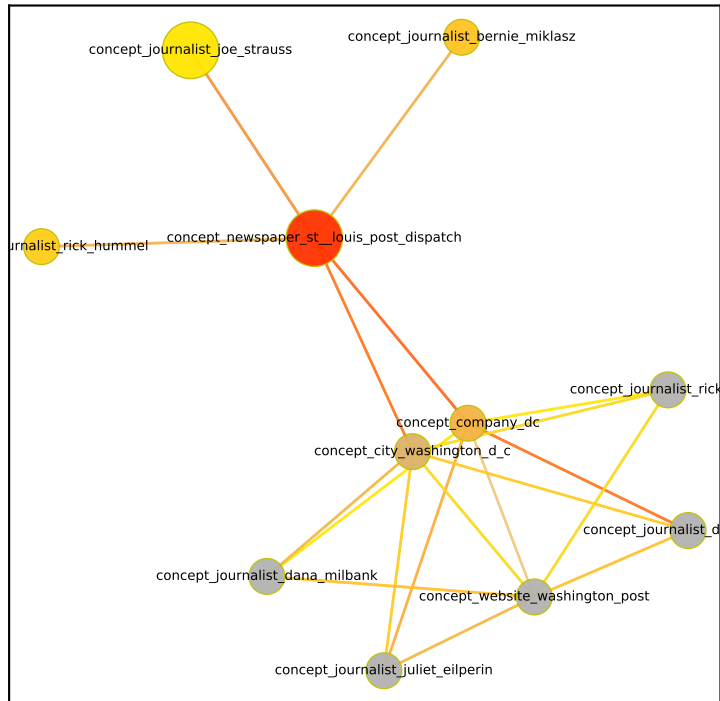 concept_journalist_bernie_miklasz
concept_journalist_joe_strauss
concept_newspaper_st__louis_post_dispatch
urnalist_rick_hummel
concept_journalist_rick
concept_company_dc
concept_city_washington_d_c
concept_journalist_d
concept_journalist_dana_milbank
concept_website_washington_post
concept_journalist_juliet_eilperin